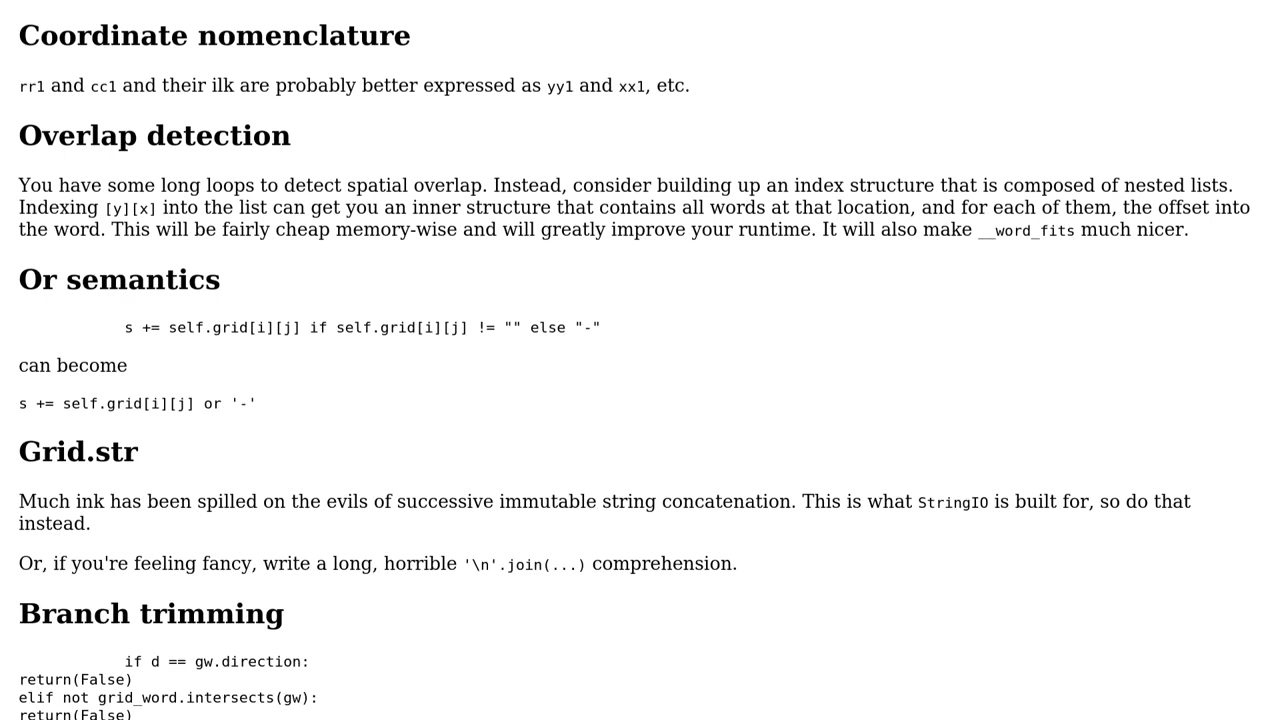 Coordinate nomenclature
rr1 and cc1 and their ilk are probably better expressed as yy1 and xx1, etc.
Overlap detection
You have some long loops to detect spatial overlap. Instead, consider building up an index structure that is composed of nested lists.
Indexing [y][x] into the list can get you an inner structure that contains all words at that location, and for each of them, the offset into
the word. This will be fairly cheap memory-wise and will greatly improve your runtime. It will also make __word_fits much nicer.
Or semantics
s += self.grid[i][j] if self.grid[i][j] != "" else "-"
can become
s += self.grid[i][j] or '-'
Grid.str
Much ink has been spilled on the evils of successive immutable string concatenation. This is what StringIO is built for, so do that
instead.
Or, if you're feeling fancy, write a long, horrible '\n'.join(...) comprehension.
Branch trimming
if d == gw.direction:
return(False)
elif not grid_word.intersects(gw):
return(False)